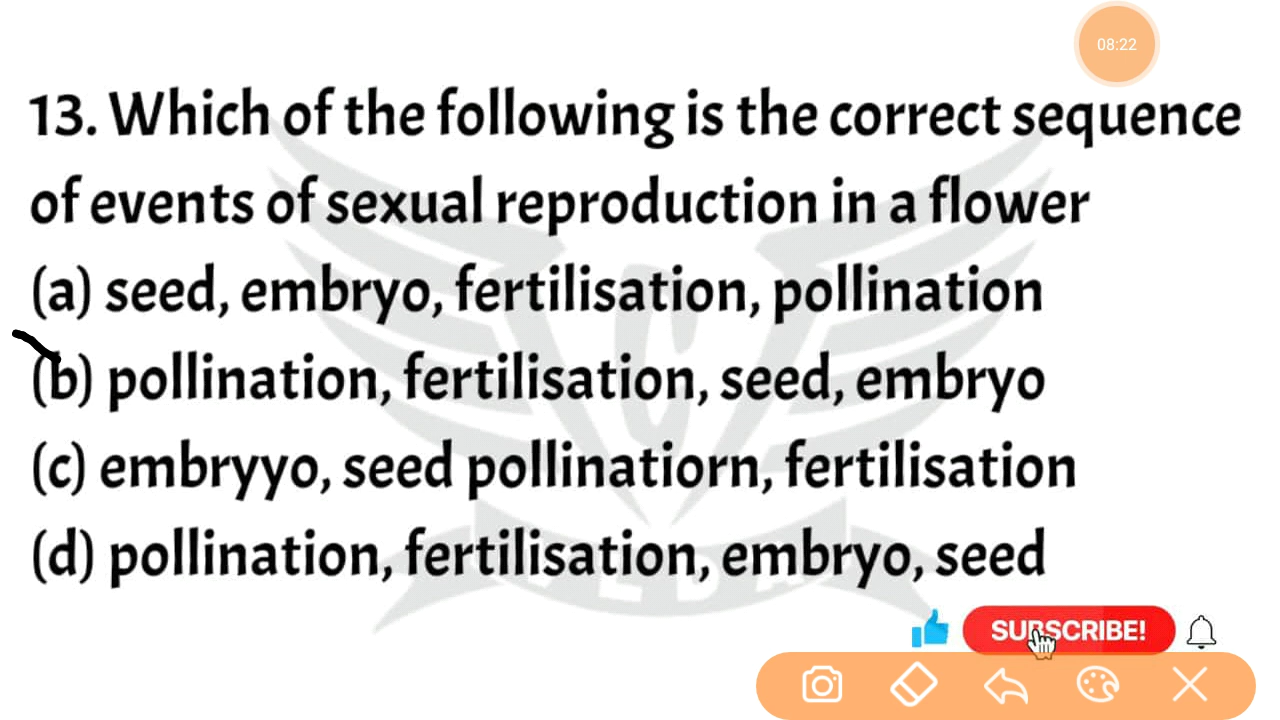 08:22
13. Which of the following is the correct sequence
of events of sexual reproduction in a flower
(a) seed, embryo, fertilisation, pollination
(b) pollination, fertilisation, seed, embryo
(c) embryyo, seed pollinatiorn, fertilisation
(d) pollination, fertilisation, embryo, seed
SUBSCRIBE!